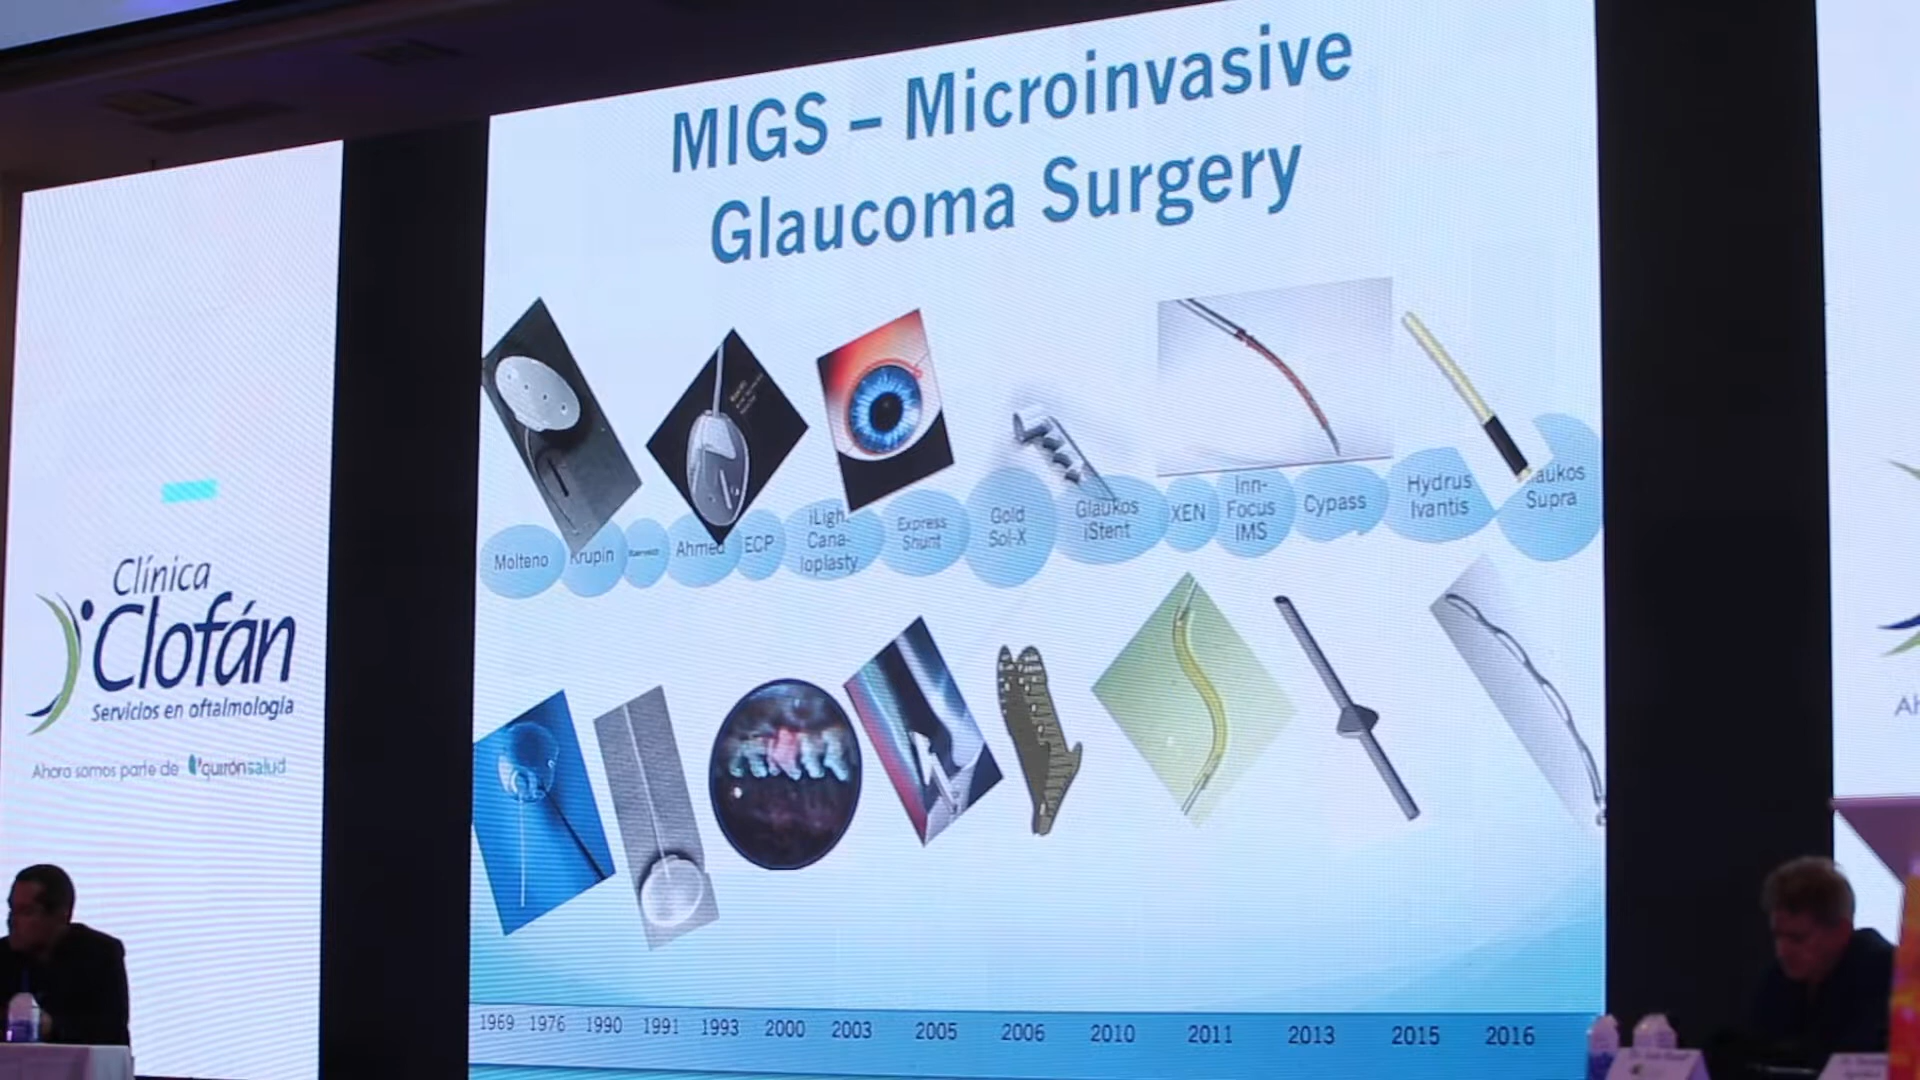 MIGS – Microinvasive
Glaucoma Surgery
Molteno
Krupin
Ahmed
ECP
iLight
Cana-
loplasty
Express
Shunt
Gold
Sol-X
Glaukos
iStent
XEN
Inn-
Focus
IMS
Cypass
Hydrus
Ivantis
aukos
Supra
1969 1976 1990 1991 1993 2000 2003 2005 2006 2010 2011 2013 2015 2016
Clínica
Clofán
Servicios en oftalmología
Ahora somos parte de quirónsalud
Ah